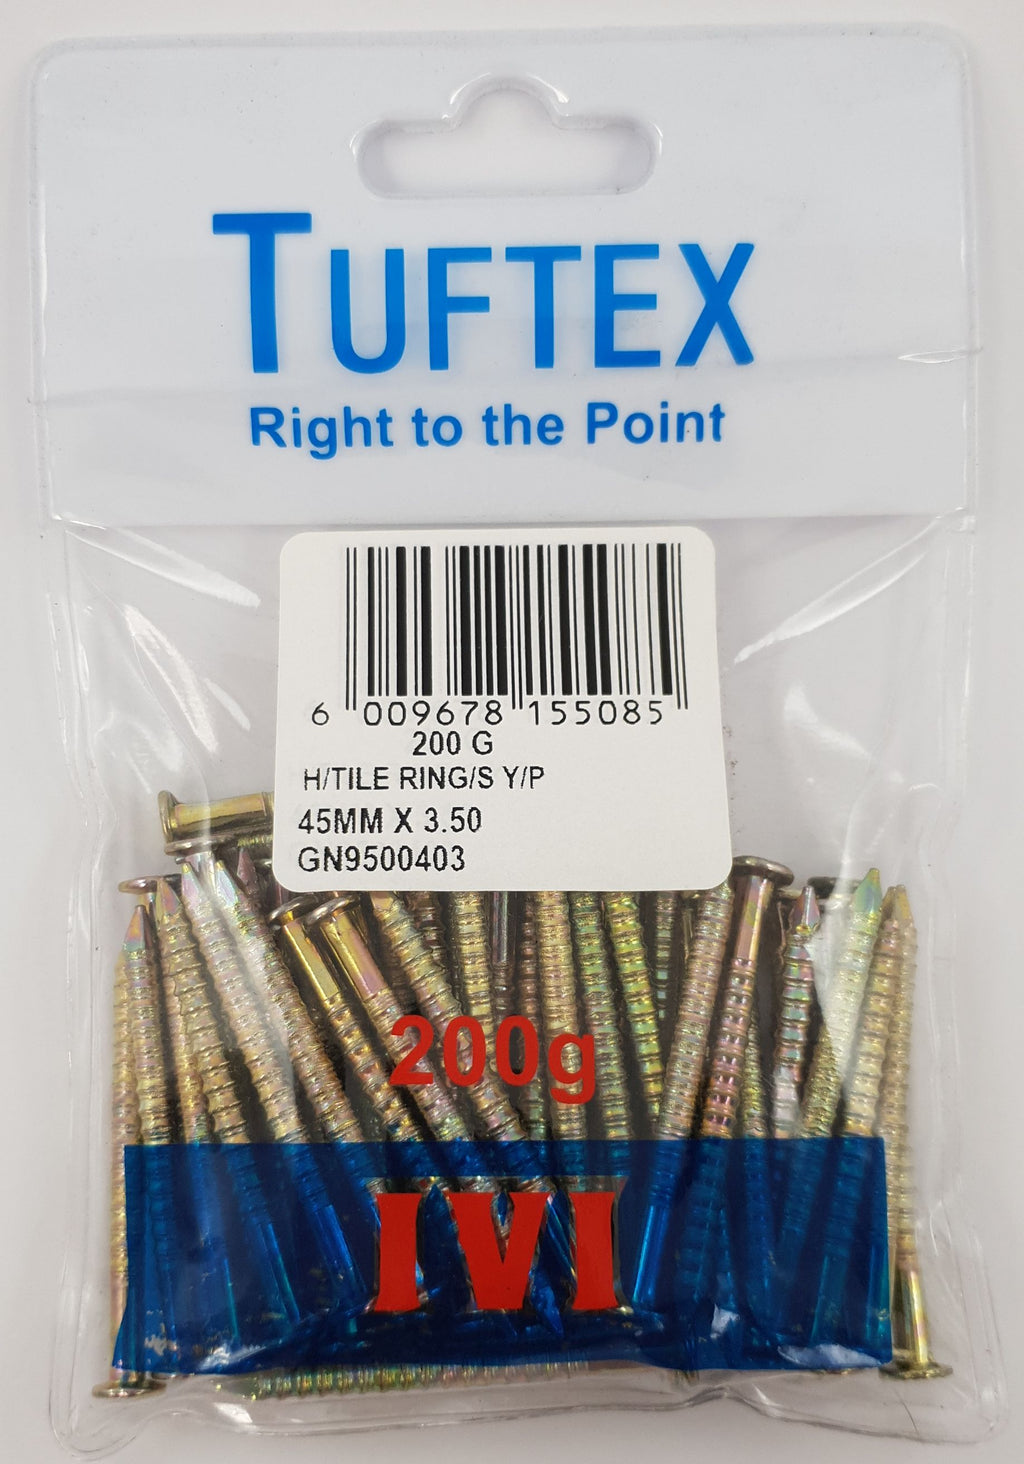 TUFTEX
Right to the Point
6 009678 155085
200 G
H/TILE RING/S Y/P
45MM X 3.50
GN9500403
200g
IVI